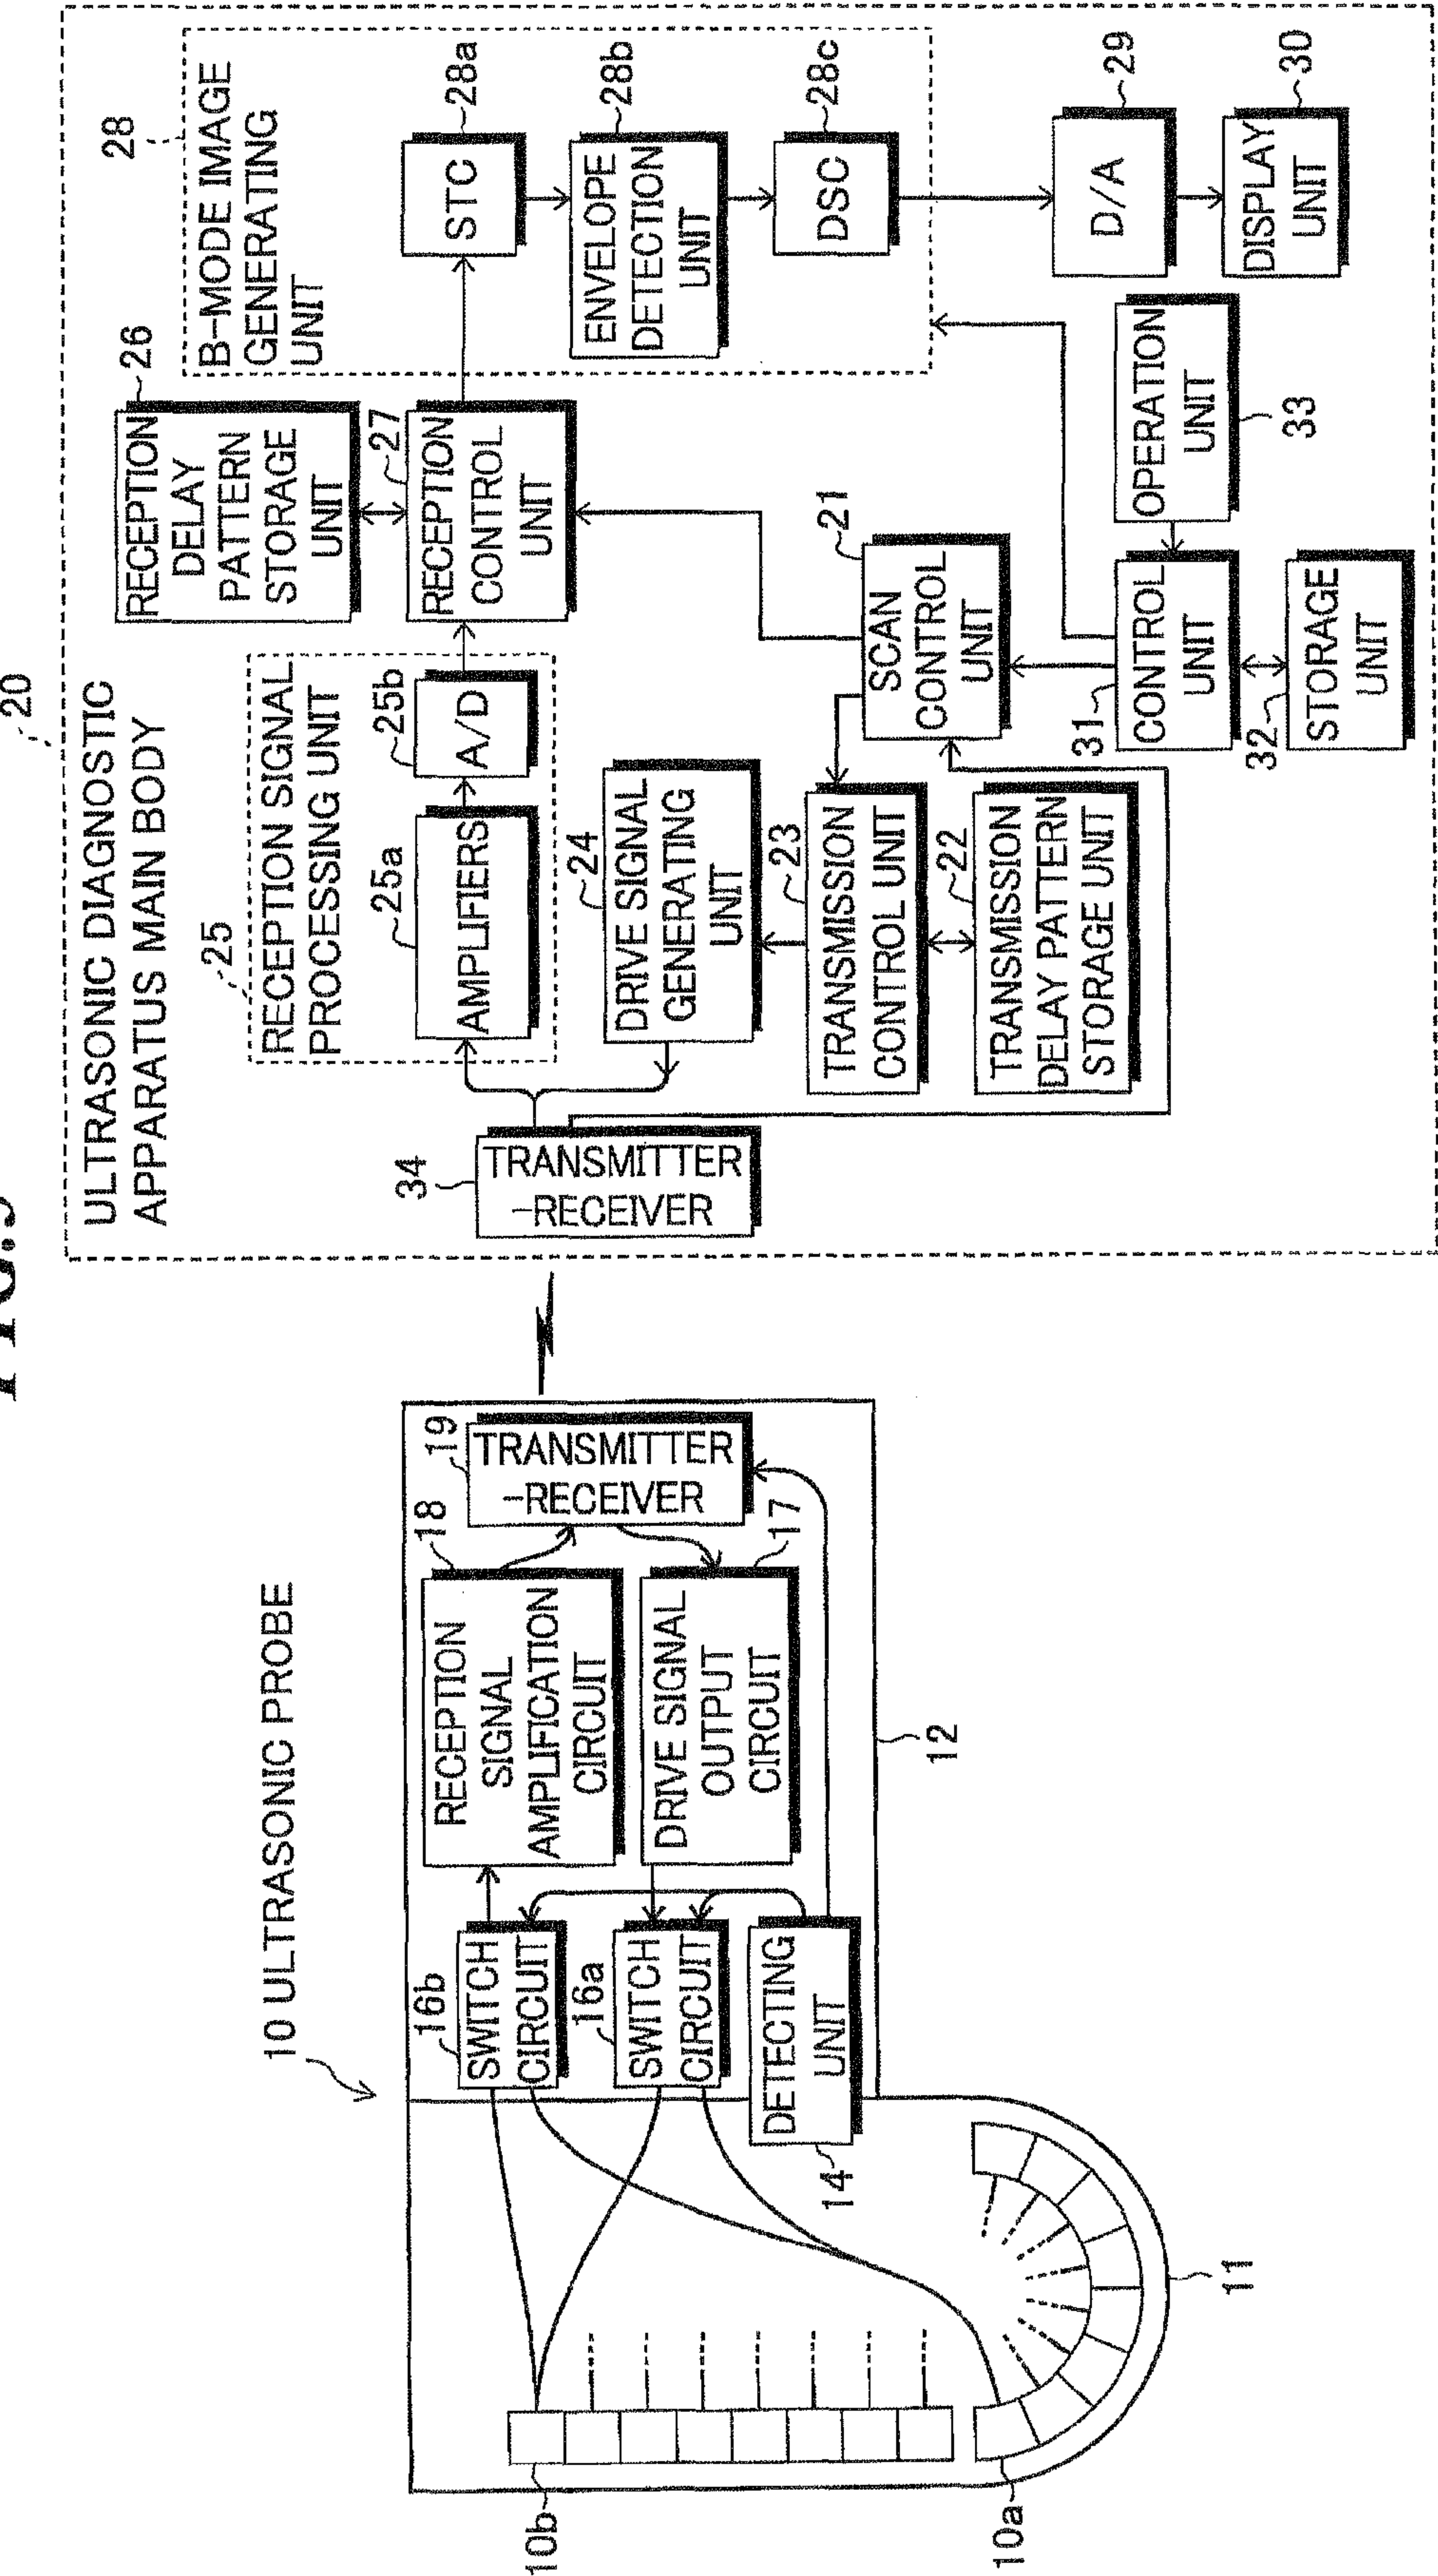 20
ULTRASONIC DIAGNOSTIC
APPARATUS MAIN BODY
10 ULTRASONIC PROBE
16b
SWITCH
CIRCUIT
16a
SWITCH
CIRCUIT
DETECTING
UNIT
14
18
RECEPTION
SIGNAL
AMPLIFICATION
CIRCUIT
DRIVE SIGNAL
OUTPUT
CIRCUIT
17
19
TRANSMITTER
-RECEIVER
12
10b
10a
11
34
TRANSMITTER
-RECEIVER
25
RECEPTION SIGNAL
PROCESSING UNIT
25a
AMPLIFIERS
25b
A/D
24
DRIVE SIGNAL
GENERATING
UNIT
23
TRANSMISSION
CONTROL UNIT
22
TRANSMISSION
DELAY PATTERN
STORAGE UNIT
26
RECEPTION
DELAY
PATTERN
STORAGE
UNIT
27
RECEPTION
CONTROL
UNIT
21
SCAN
CONTROL
UNIT
31
CONTROL
UNIT
32
STORAGE
UNIT
OPERATION
UNIT
33
28
B-MODE IMAGE
GENERATING
UNIT
STC
28a
ENVELOPE
DETECTION
UNIT
28b
DSC
28c
D/A
29
DISPLAY
UNIT
30